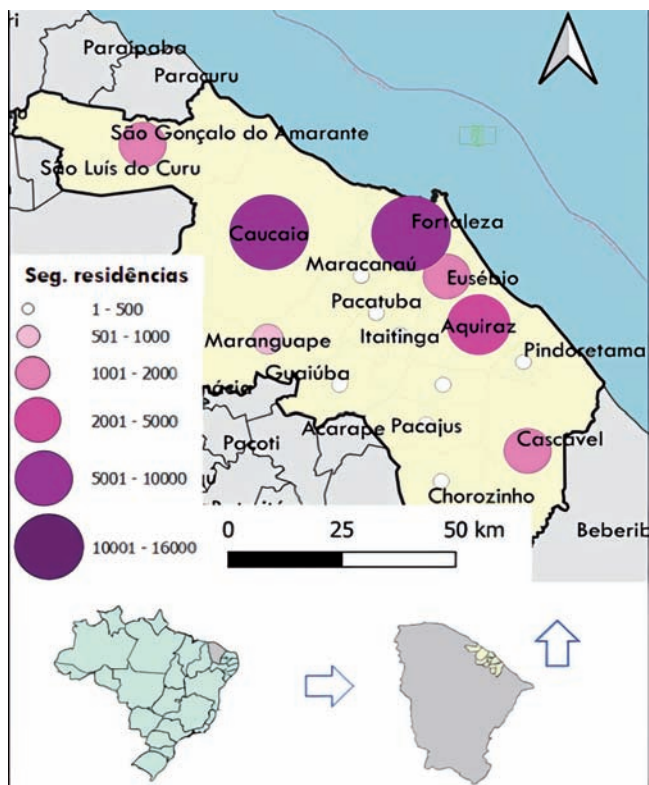 Paraipaba
Paracuru
São Gonçalo do Amarante
São Luís do Curu
Caucaia
Fortaleza
Maracanaú
Eusébio
Pacatuba
Maranguape
Itaitinga
Aquiraz
Pindoretama
Guaiúba
Acarape
Pacajus
Cascavel
Pacoti
Chorozinho
Beberib
Seg. residências
1 - 500
501 - 1000
1001 - 2000
2001 - 5000
5001 - 10000
10001 - 16000
0 25 50 km